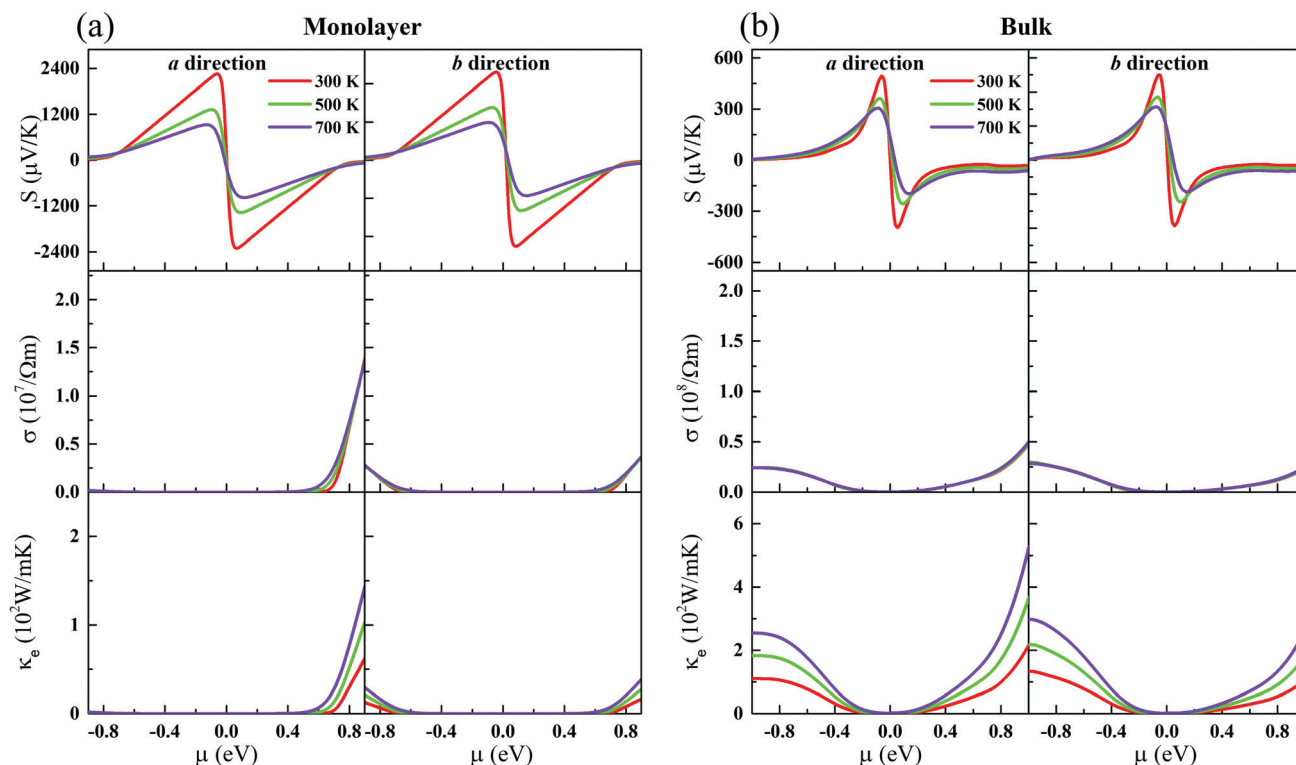 (a) Monolayer
a direction
b direction
300 K
500 K
700 K
S (μV/K)
2400
1200
0
-1200
-2400
σ (10⁷/Ωm)
2.0
1.5
1.0
0.5
0.0
κₑ (10²W/mK)
2
1
0
-0.8 -0.4 0.0 0.4 0.8
-0.8 -0.4 0.0 0.4 0.8
μ (eV)
μ (eV)
(b) Bulk
a direction
b direction
300 K
500 K
700 K
S (μV/K)
600
300
0
-300
-600
σ (10⁸/Ωm)
2.0
1.5
1.0
0.5
0.0
κₑ (10²W/mK)
6
4
2
0
-0.8 -0.4 0.0 0.4 0.8
-0.8 -0.4 0.0 0.4 0.8
μ (eV)
μ (eV)